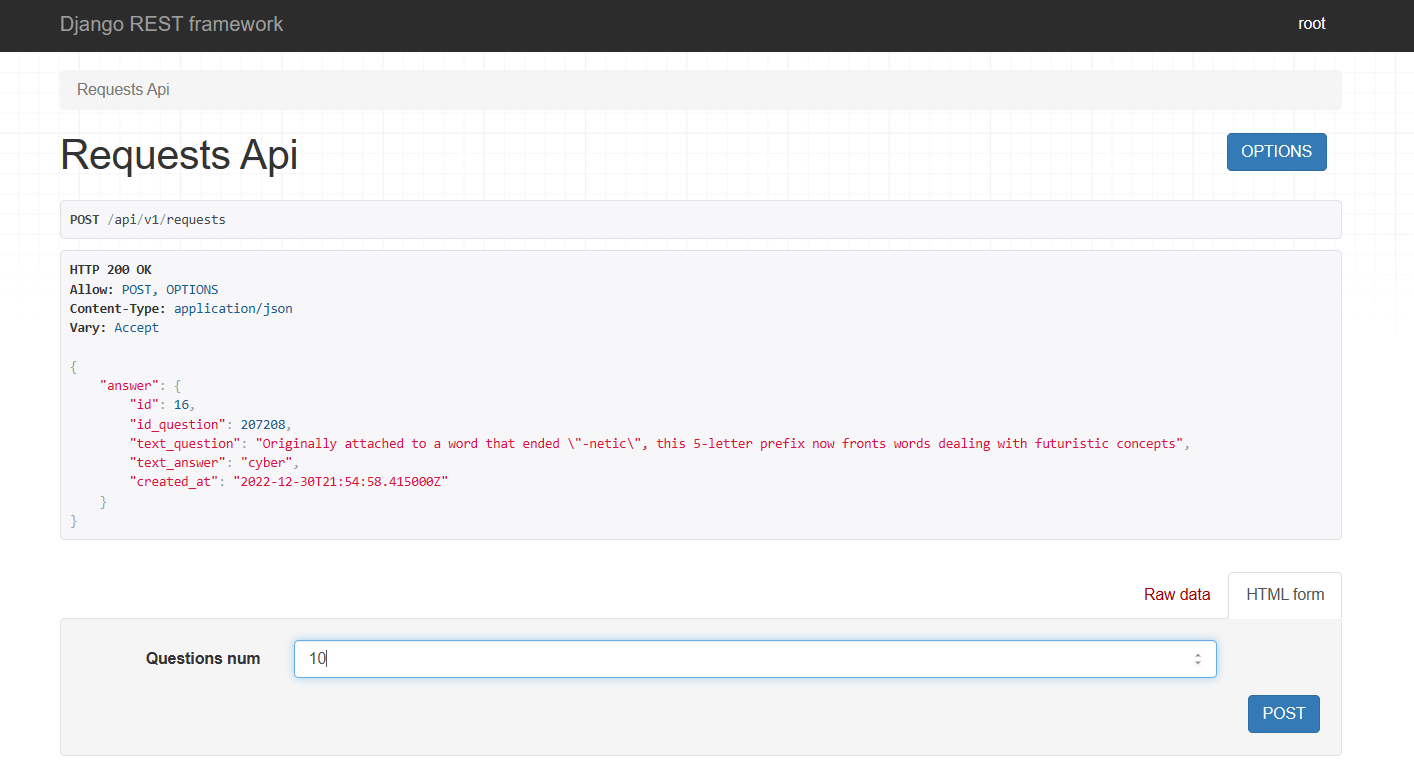 Django REST framework
root
Requests Api
Requests Api
OPTIONS
POST /api/v1/requests
HTTP 200 OK
Allow: POST, OPTIONS
Content-Type: application/json
Vary: Accept
{
    "answer": {
        "id": 16,
        "id_question": 207208,
        "text_question": "Originally attached to a word that ended \"-netic\", this 5-letter prefix now fronts words dealing with futuristic concepts",
        "text_answer": "cyber",
        "created_at": "2022-12-30T21:54:58.415000Z"
    }
}
Raw data
HTML form
Questions num
10
POST